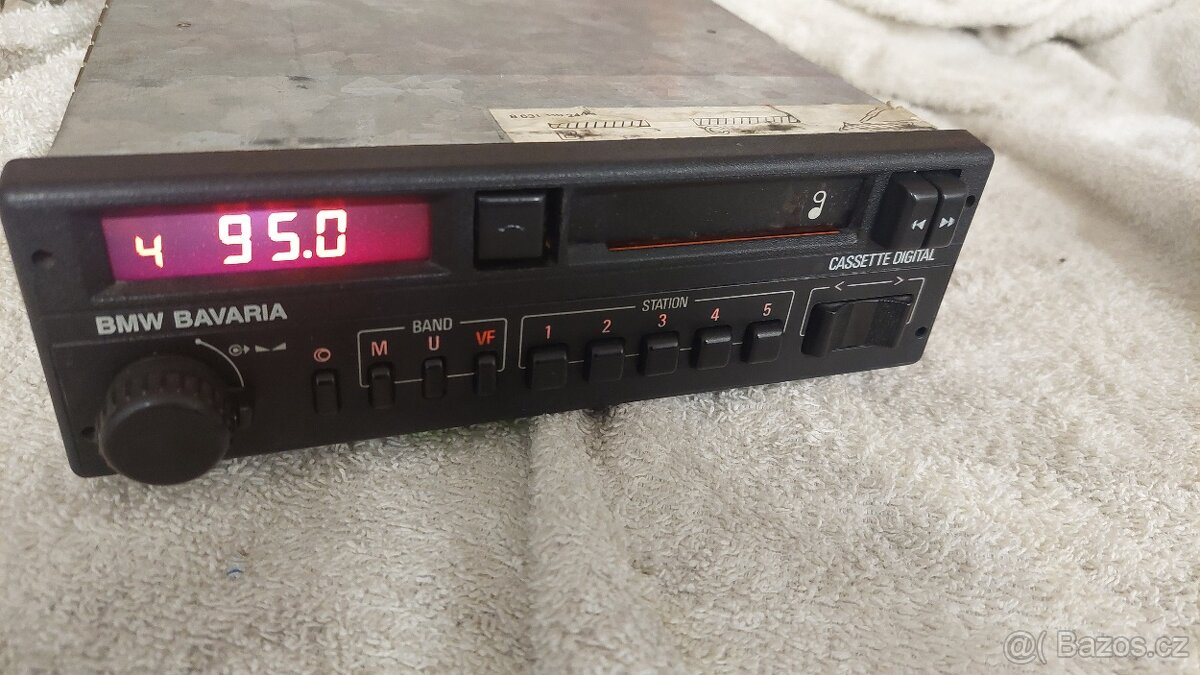 4 95.0
CASSETTE DIGITAL
BMW BAVARIA
BAND
STATION
M U VF
1 2 3 4 5
@( Bazos.cz